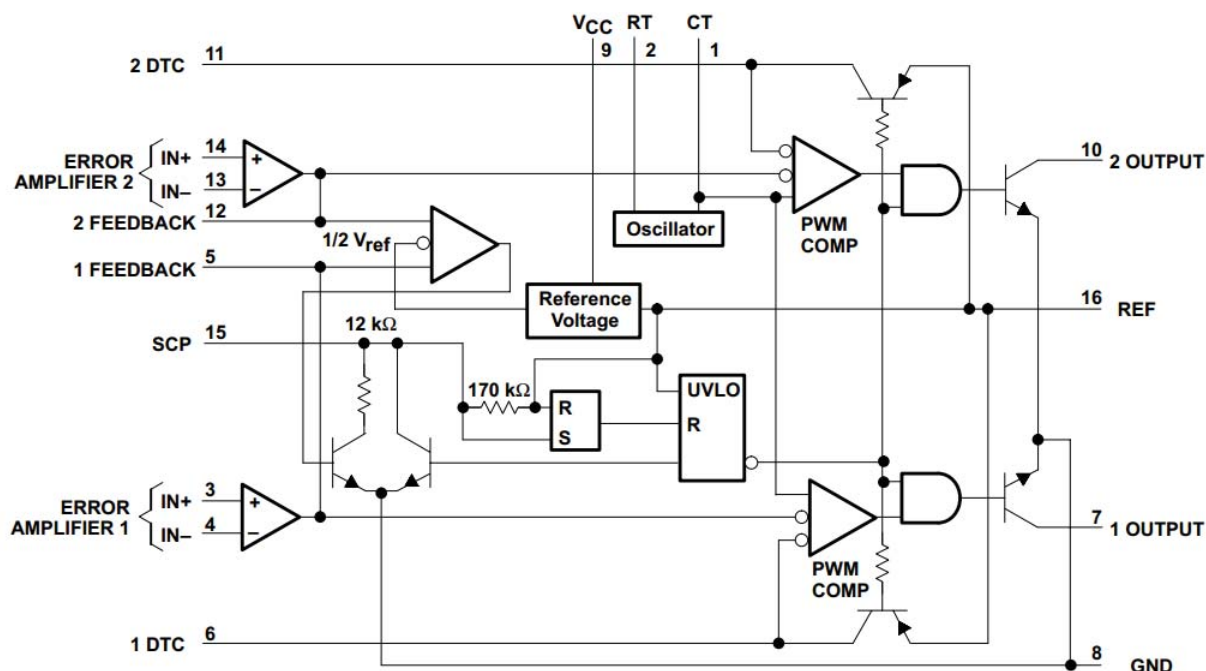 VCC RT CT
9 2 1
2 DTC 11
14
ERROR AMPLIFIER 2 IN+ +
13
IN– –
12
2 FEEDBACK
1/2 Vref
5
1 FEEDBACK
Oscillator
PWM COMP
10
2 OUTPUT
Reference Voltage
16
REF
12 kΩ
15
SCP
170 kΩ
R
S
UVLO
R
3
ERROR AMPLIFIER 1 IN+ +
4
IN– –
PWM COMP
7
1 OUTPUT
6
1 DTC
8
GND